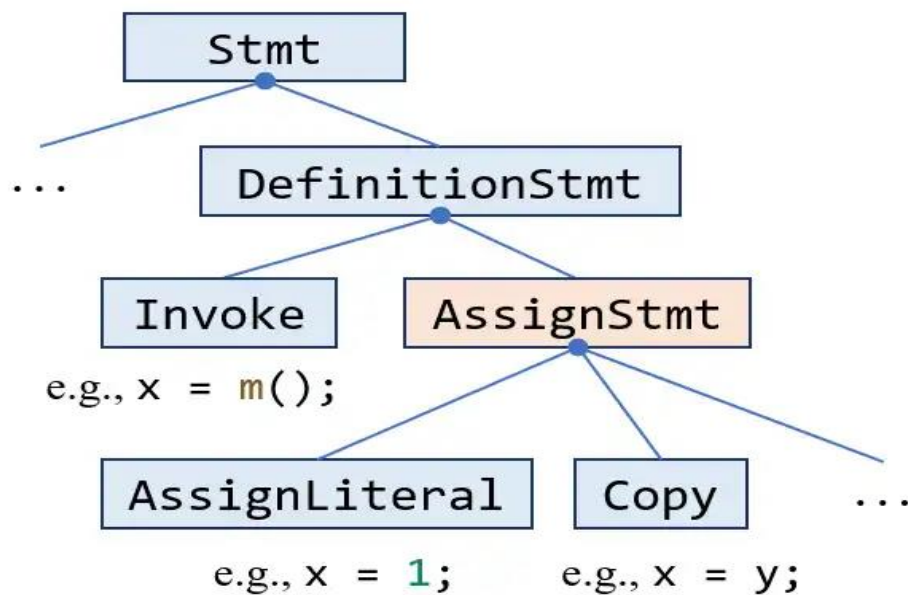 Stmt
...
DefinitionStmt
Invoke
AssignStmt
e.g., x = m();
AssignLiteral
Copy
...
e.g., x = 1;
e.g., x = y;